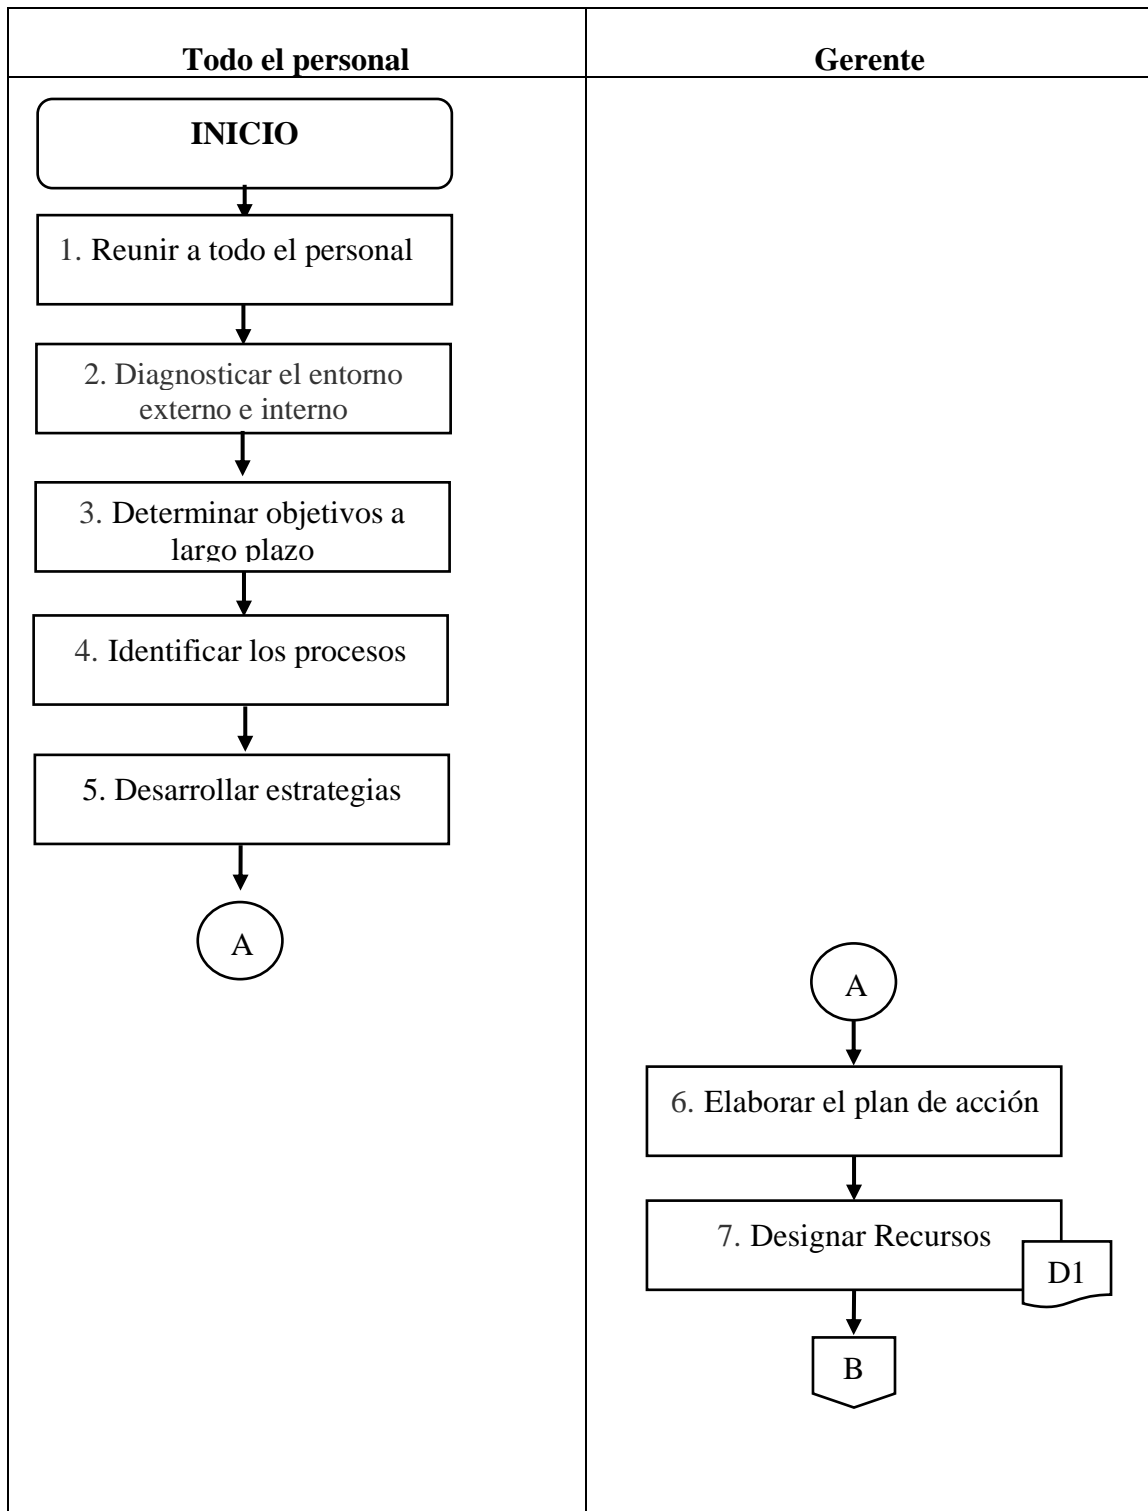 Todo el personal
Gerente
INICIO
1. Reunir a todo el personal
2. Diagnosticar el entorno
externo e interno
3. Determinar objetivos a
largo plazo
4. Identificar los procesos
5. Desarrollar estrategias
A
A
6. Elaborar el plan de acción
7. Designar Recursos
D1
B